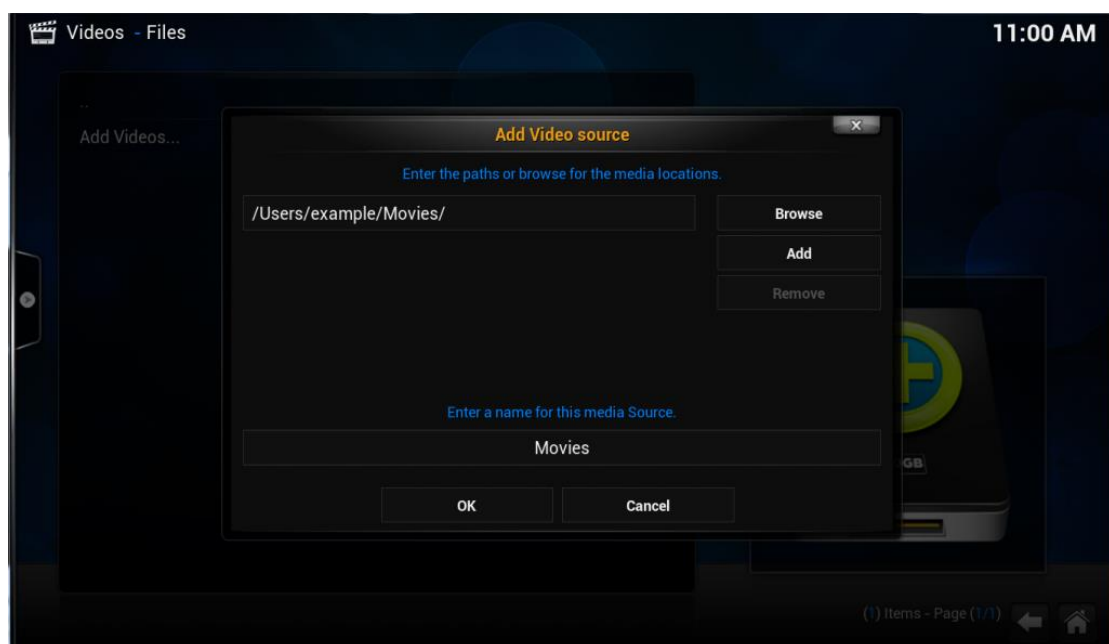 Videos - Files
11:00 AM
..
Add Videos...
Add Video source
X
Enter the paths or browse for the media locations.
/Users/example/Movies/
Browse
Add
Remove
Enter a name for this media Source.
Movies
OK
Cancel
GB
(1) Items - Page (1/1)